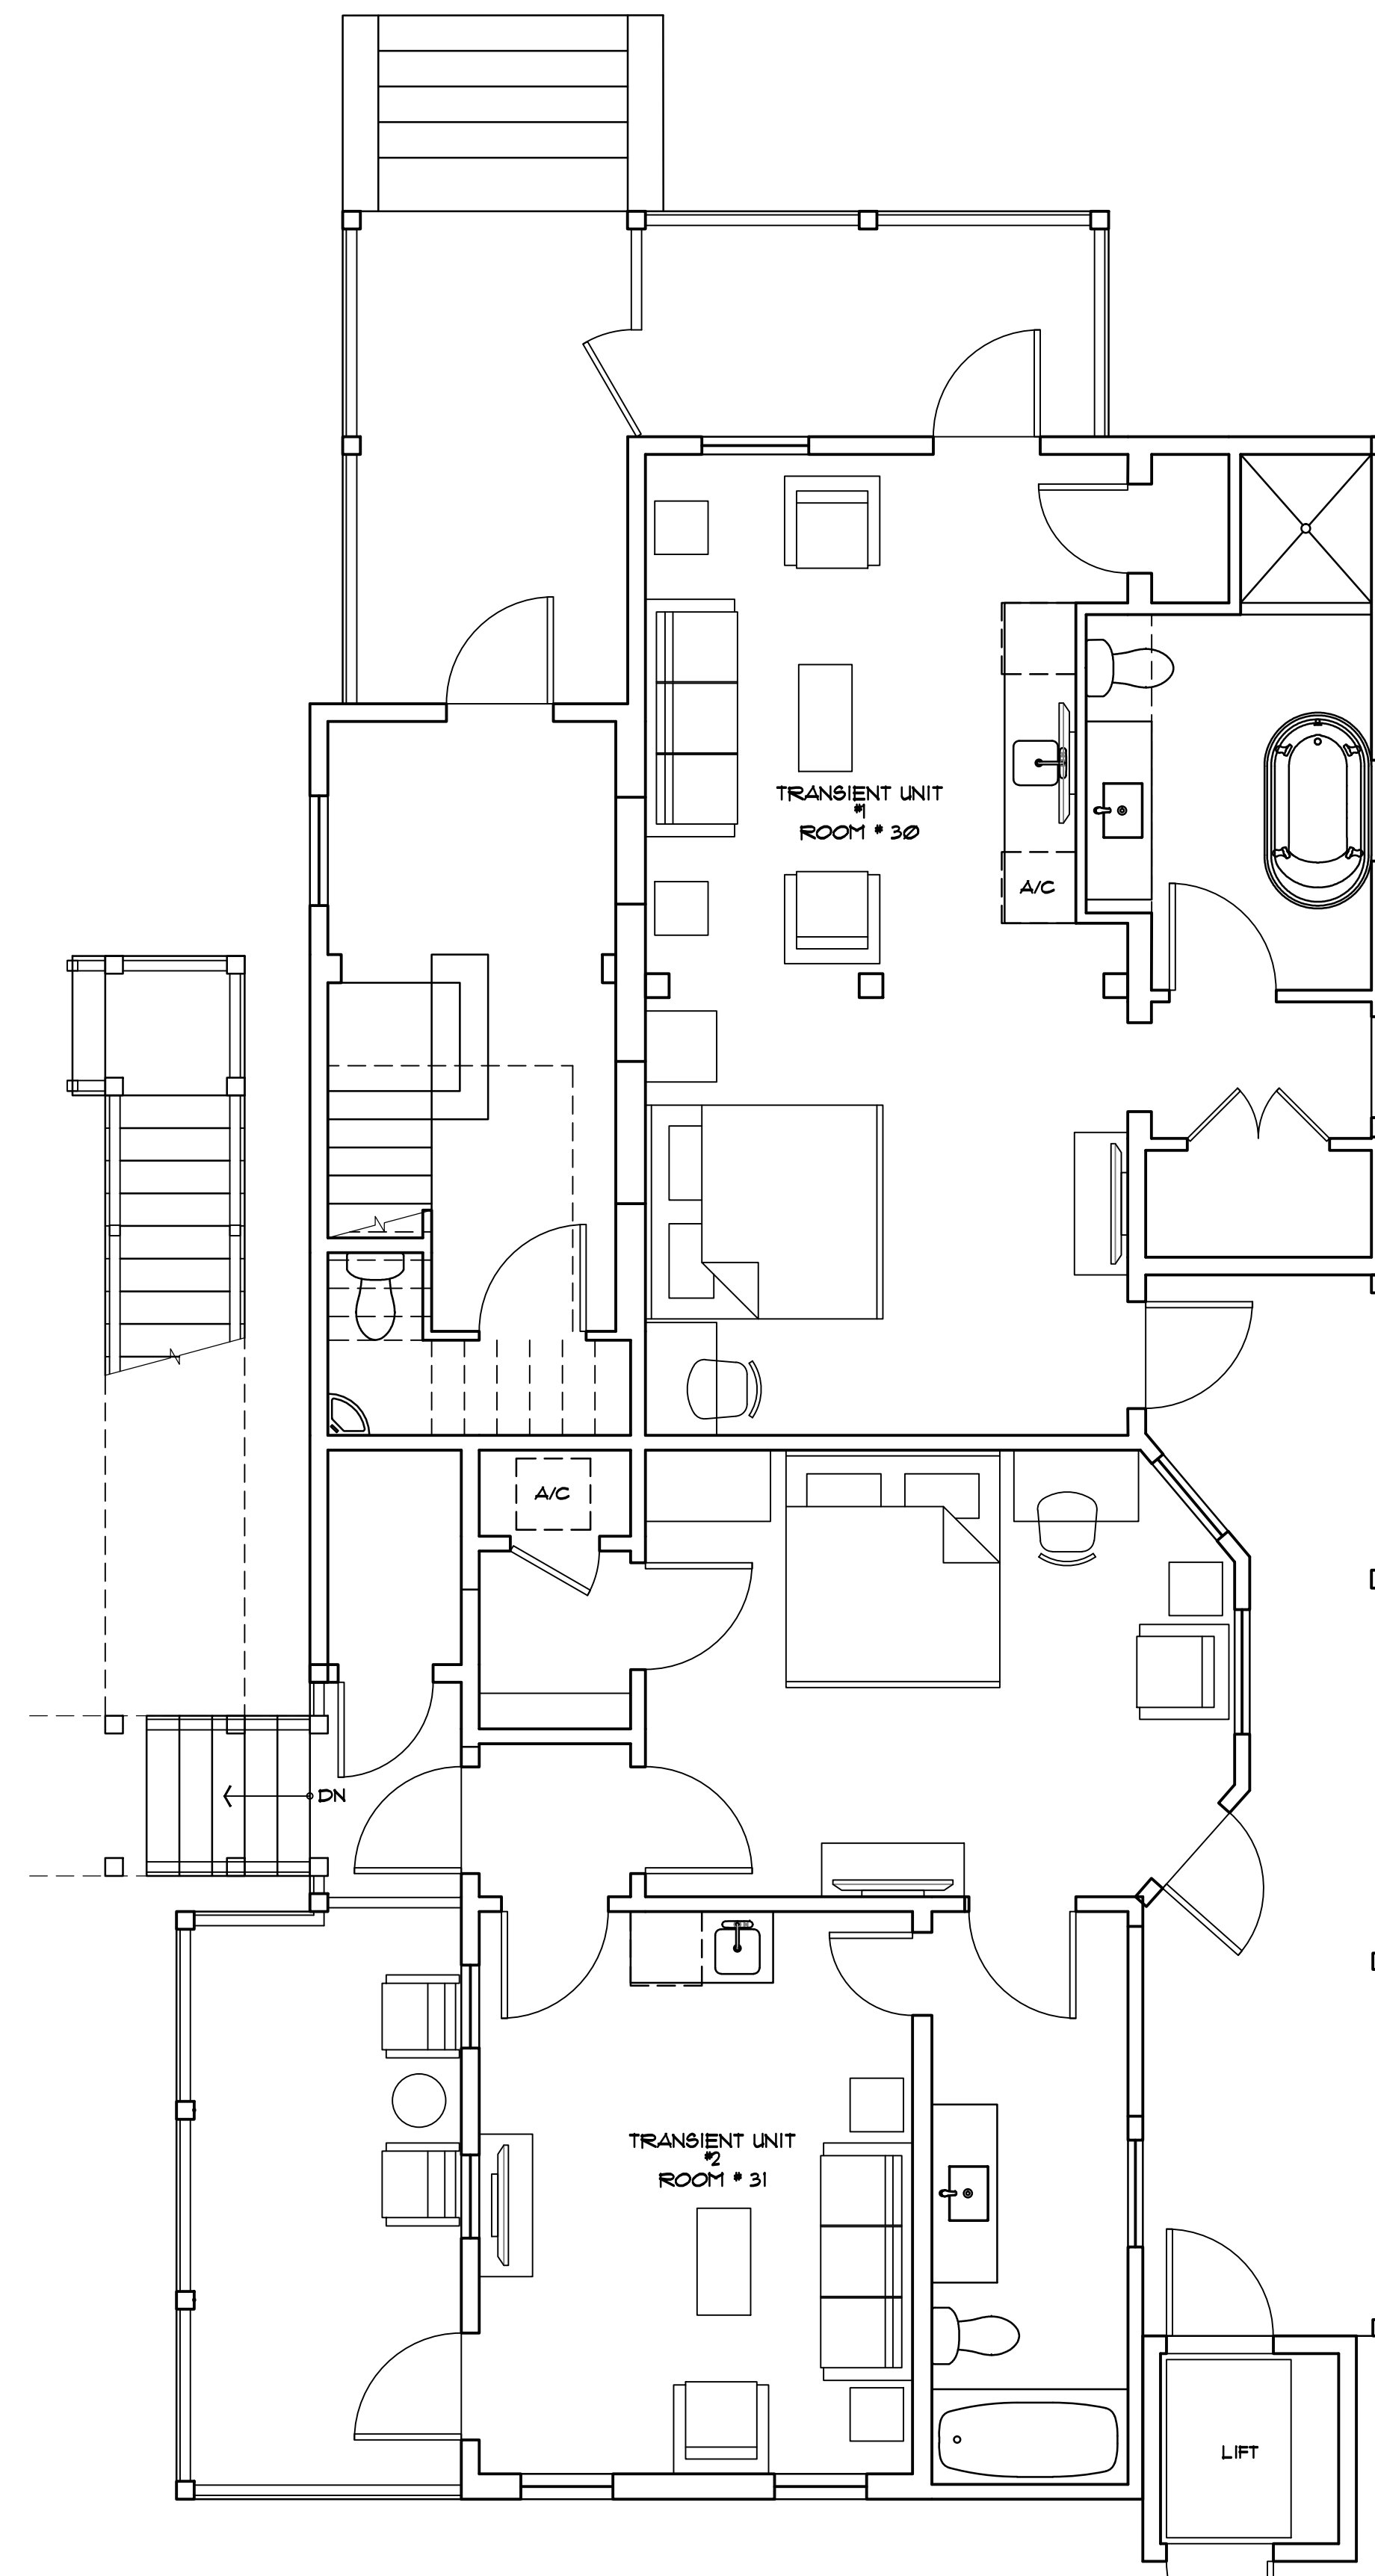 TRANSIENT UNIT
#1
ROOM # 30
A/C
A/C
DN
TRANSIENT UNIT
#2
ROOM # 31
LIFT